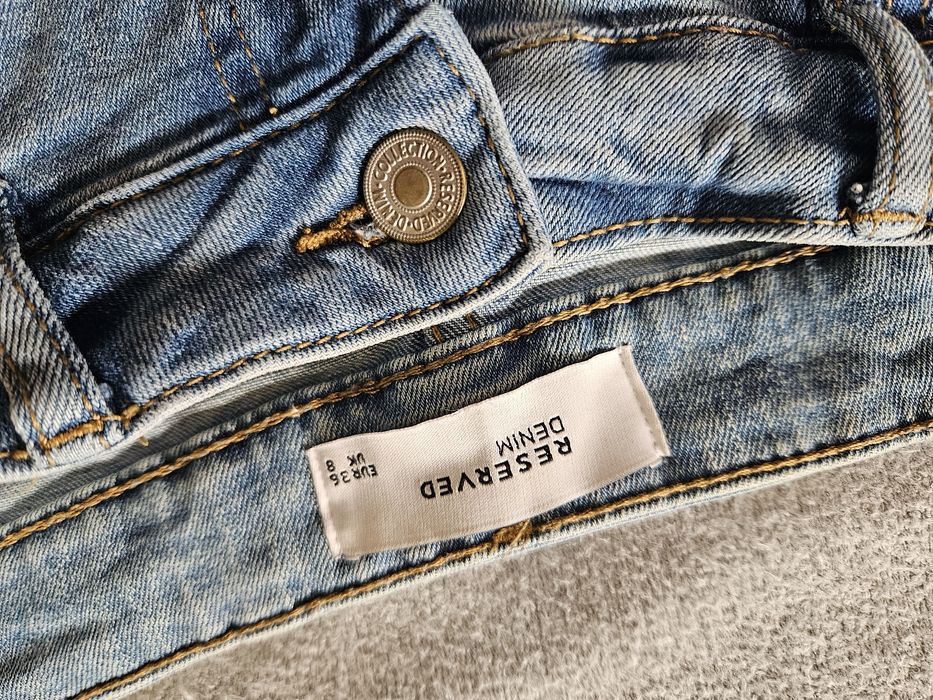 RESERVED·DENIM·COLLECTION·
RESERVED
DENIM
EUR 36
UK 8